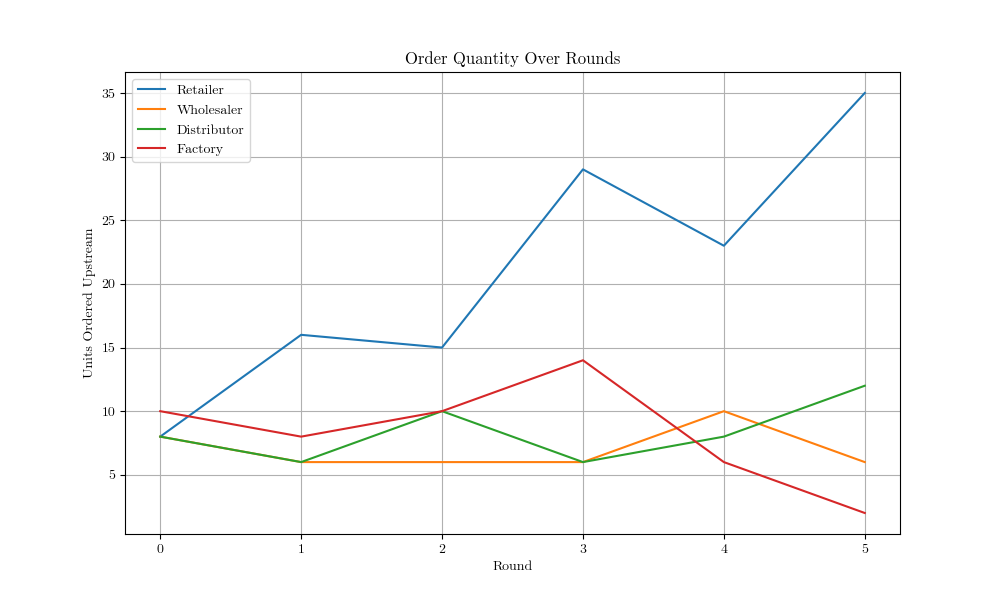 Order Quantity Over Rounds
Retailer
Wholesaler
Distributor
Factory
Units Ordered Upstream
35
30
25
20
15
10
5
0 1 2 3 4 5
Round